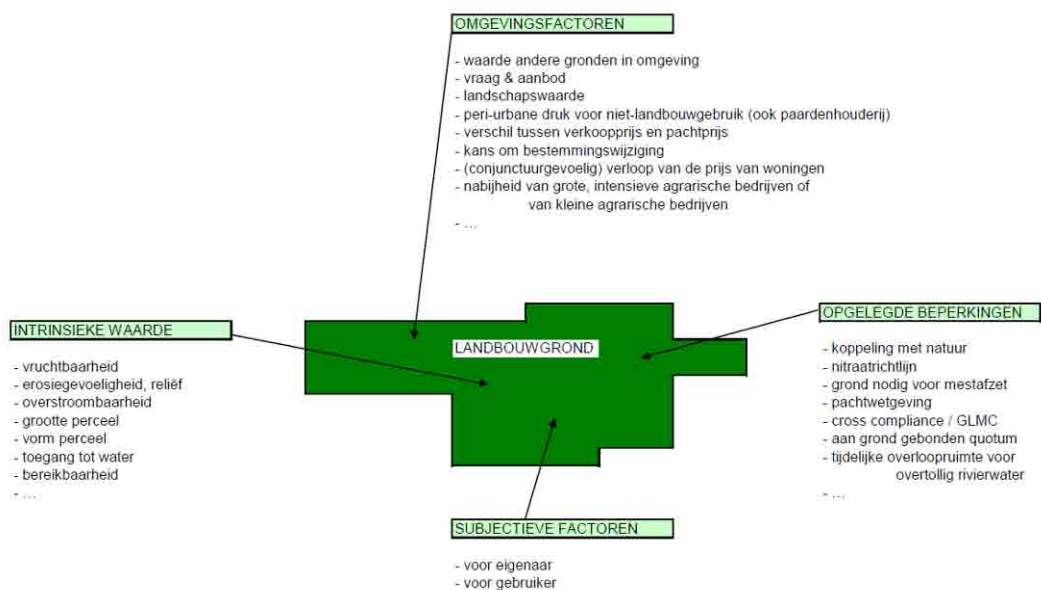 OMGEVINGSFACTOREN
- waarde andere gronden in omgeving
- vraag & aanbod
- landschapswaarde
- peri-urbane druk voor niet-landbouwgebruik (ook paardenhouderij)
- verschil tussen verkoopprijs en pachtprijs
- kans om bestemmingswijziging
- (conjunctuurgevoelig) verloop van de prijs van woningen
- nabijheid van grote, intensieve agrarische bedrijven of
van kleine agrarische bedrijven
- ...
INTRINSIEKE WAARDE
- vruchtbaarheid
- erosiegevoeligheid, reliëf
- overstroombaarheid
- grootte perceel
- vorm perceel
- toegang tot water
- bereikbaarheid
- ...
LANDBOUWGROND
OPGELEGDE BEPERKINGEN
- koppeling met natuur
- nitraatrichtlijn
- grond nodig voor mestafzet
- pachtwetgeving
- cross compliance / GLMC
- aan grond gebonden quotum
- tijdelijke overloopruimte voor
overtollig rivierwater
- ...
SUBJECTIEVE FACTOREN
- voor eigenaar
- voor gebruiker